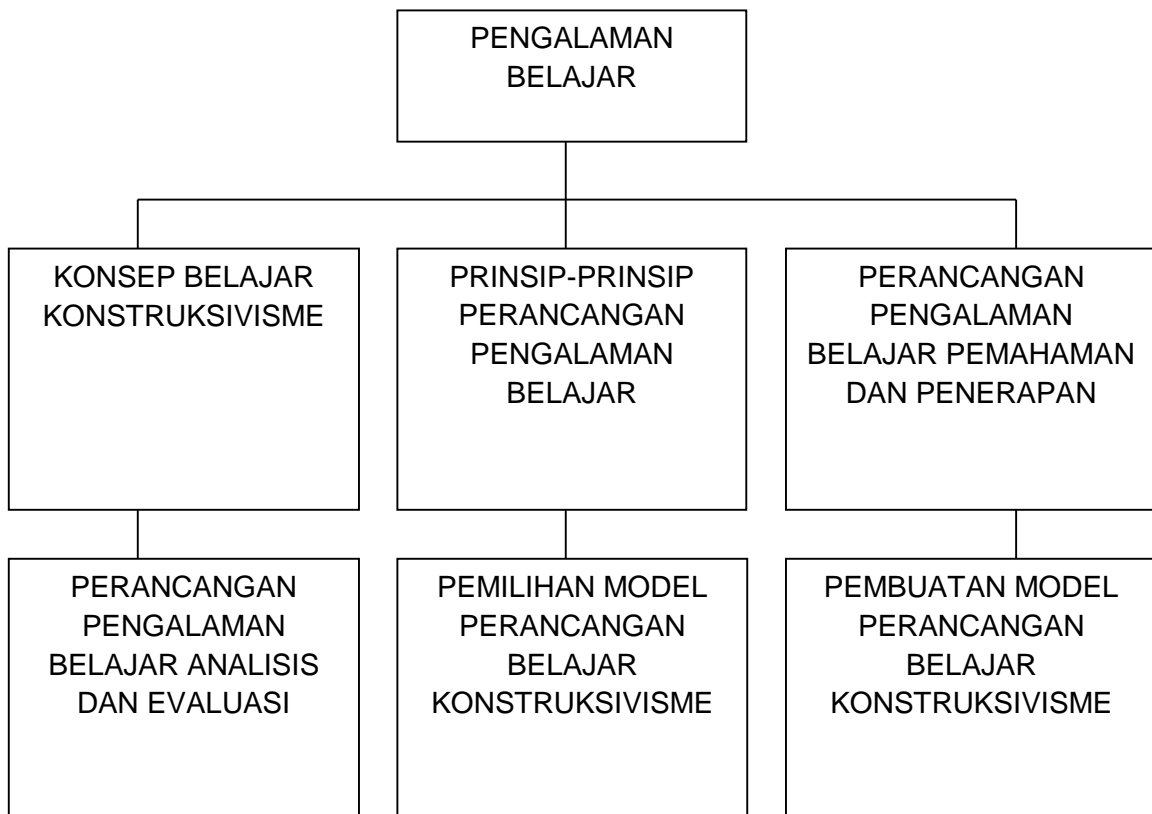 PENGALAMAN
BELAJAR
KONSEP BELAJAR
KONSTRUKSIVISME
PRINSIP-PRINSIP
PERANCANGAN
PENGALAMAN
BELAJAR
PERANCANGAN
PENGALAMAN
BELAJAR PEMAHAMAN
DAN PENERAPAN
PERANCANGAN
PENGALAMAN
BELAJAR ANALISIS
DAN EVALUASI
PEMILIHAN MODEL
PERANCANGAN
BELAJAR
KONSTRUKSIVISME
PEMBUATAN MODEL
PERANCANGAN
BELAJAR
KONSTRUKSIVISME